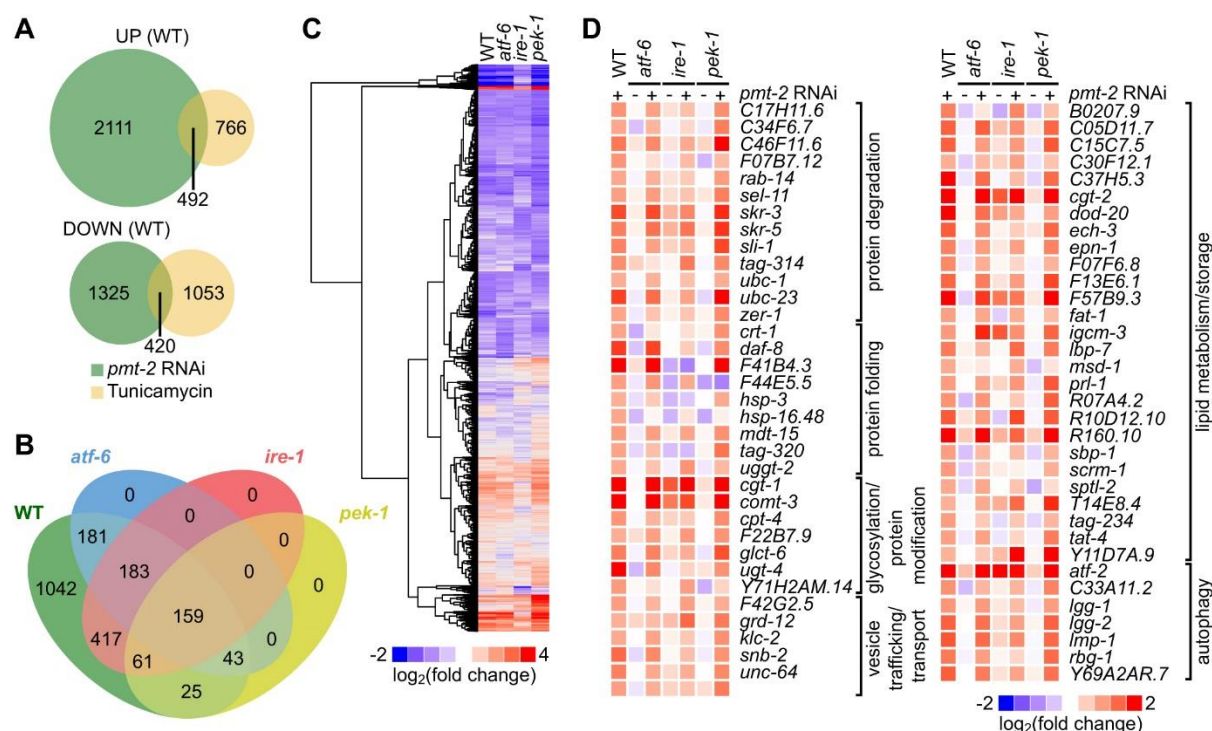 A
UP (WT)
2111
766
492
DOWN (WT)
1325
1053
420
pmt-2 RNAi
Tunicamycin
B
atf-6
ire-1
WT
pek-1
0
0
0
181
0
1042
183
0
0
159
417
0
61
43
25
C
WT
atf-6
ire-1
pek-1
-2
4
log2(fold change)
D
WT
atf-6
ire-1
pek-1
+ - + - + - +
pmt-2 RNAi
C17H11.6
C34F6.7
C46F11.6
F07B7.12
rab-14
sel-11
skr-3
skr-5
sli-1
tag-314
ubc-1
ubc-23
zer-1
crt-1
daf-8
F41B4.3
F44E5.5
hsp-3
hsp-16.48
mdt-15
tag-320
uggt-2
cgt-1
comt-3
cpt-4
F22B7.9
glct-6
ugt-4
Y71H2AM.14
F42G2.5
grd-12
klc-2
snb-2
unc-64
protein degradation
protein folding
glycosylation/
protein
modification
vesicle
trafficking/
transport
WT
atf-6
ire-1
pek-1
+ - + - + - +
pmt-2 RNAi
B0207.9
C05D11.7
C15C7.5
C30F12.1
C37H5.3
cgt-2
dod-20
ech-3
epn-1
F07F6.8
F13E6.1
F57B9.3
fat-1
igcm-3
lbp-7
msd-1
prl-1
R07A4.2
R10D12.10
R160.10
sbp-1
scrm-1
sptl-2
T14E8.4
tag-234
tat-4
Y11D7A.9
atf-2
C33A11.2
lgg-1
lgg-2
lmp-1
rbg-1
Y69A2AR.7
lipid metabolism/storage
autophagy
-2
2
log2(fold change)